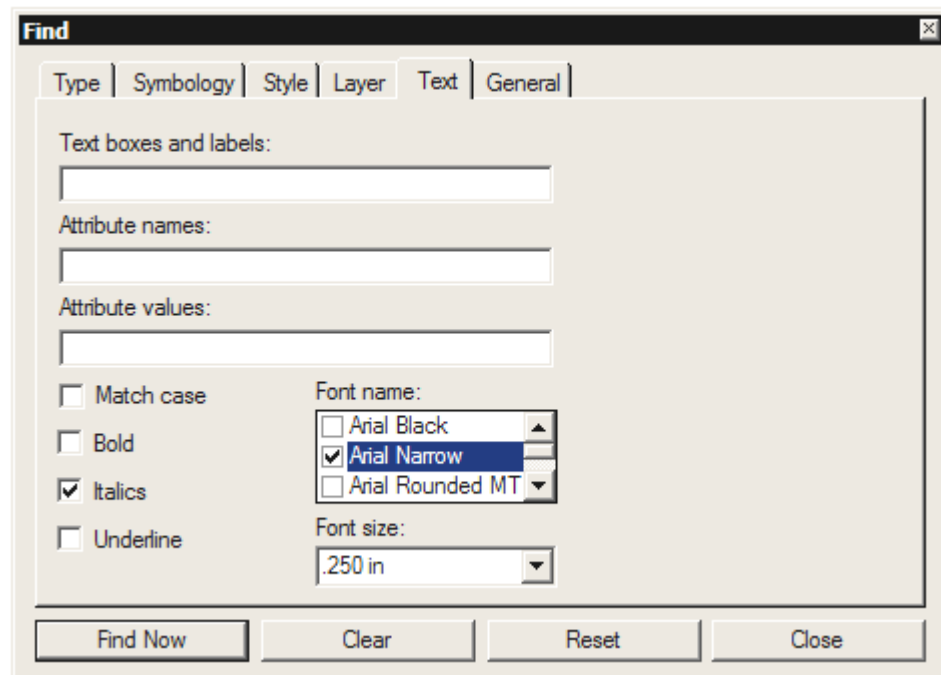 Find
Type Symbology Style Layer Text General
Text boxes and labels:
Attribute names:
Attribute values:
Match case
Bold
Italics
Underline
Font name:
Arial Black
Arial Narrow
Arial Rounded MT
Font size:
.250 in
Find Now Clear Reset Close